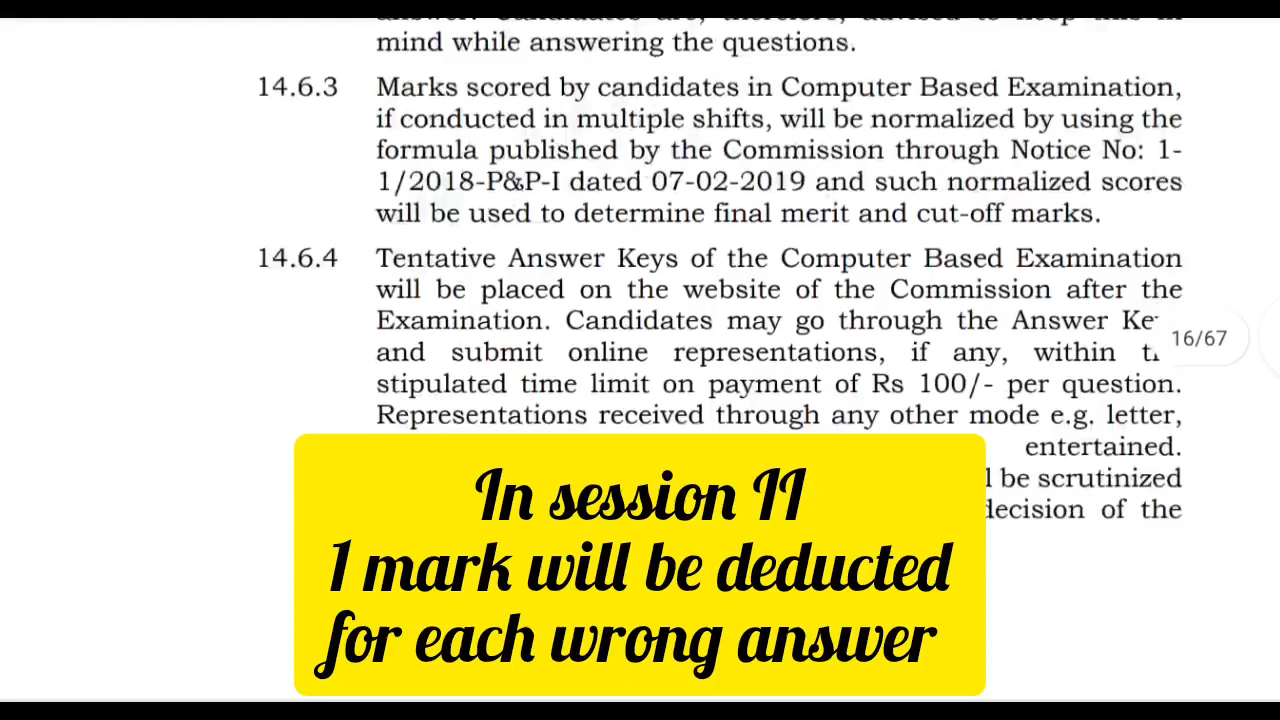 mind while answering the questions.
14.6.3 Marks scored by candidates in Computer Based Examination,
if conducted in multiple shifts, will be normalized by using the
formula published by the Commission through Notice No: 1-
1/2018-P&P-I dated 07-02-2019 and such normalized scores
will be used to determine final merit and cut-off marks.
14.6.4 Tentative Answer Keys of the Computer Based Examination
will be placed on the website of the Commission after the
Examination. Candidates may go through the Answer
and submit online representations, if any, within
16/67
stipulated time limit on payment of Rs 100/- per question.
Representations received through any other mode e.g. letter,
entertained.
be scrutinized
decision of the
In session II
1 mark will be deducted
for each wrong answer